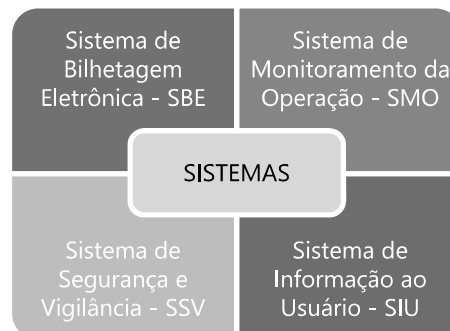 Sistema de
Bilhetagem
Eletrônica - SBE
Sistema de
Monitoramento da
Operação - SMO
SISTEMAS
Sistema de
Segurança e
Vigilância - SSV
Sistema de
Informação ao
Usuário - SIU